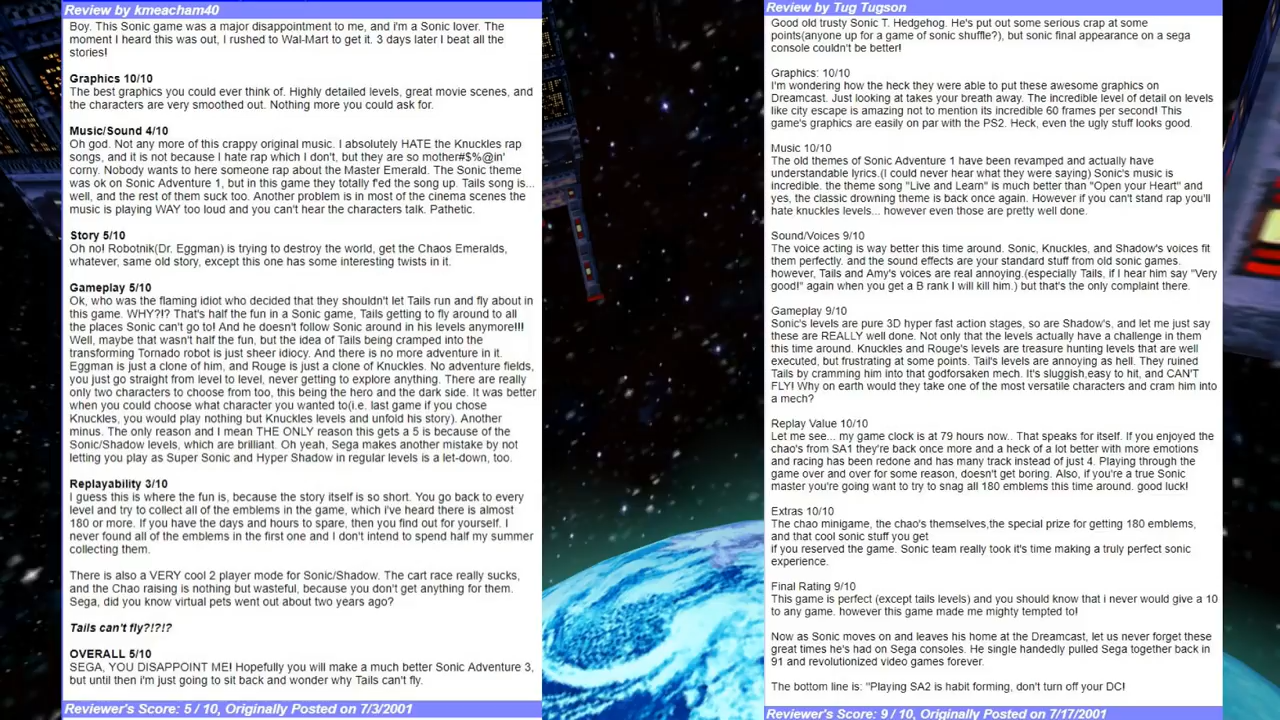 Review by kmeacham40
Boy. This Sonic game was a major disappointment to me, and i'm a Sonic lover. The
moment I heard this was out, I rushed to Wal-Mart to get it. 3 days later I beat all the
stories!
Graphics 10/10
The best graphics you could ever think of. Highly detailed levels, great movie scenes, and
the characters are very smoothed out. Nothing more you could ask for.
Music/Sound 4/10
Oh god. Not any more of this crappy original music. I absolutely HATE the Knuckles rap
songs, and it is not because I hate rap which I don't, but they are so mother#$%@in'
corny. Nobody wants to here someone rap about the Master Emerald. The Sonic theme
was ok on Sonic Adventure 1, but in this game they totally f'ed the song up. Tails song is...
well, and the rest of them suck too. Another problem is in most of the cinema scenes the
music is playing WAY too loud and you can't hear the characters talk. Pathetic.
Story 5/10
Oh no! Robotnik(Dr. Eggman) is trying to destroy the world, get the Chaos Emeralds,
whatever, same old story, except this one has some interesting twists in it.
Gameplay 5/10
Ok, who was the flaming idiot who decided that they shouldn't let Tails run and fly about in
this game. WHY?!? That's half the fun in a Sonic game, Tails getting to fly around to all
the places Sonic can't go to! And he doesn't follow Sonic around in his levels anymore!!!
Well, maybe that wasn't half the fun, but the idea of Tails being cramped into the
transforming Tornado robot is just sheer idiocy. And there is no more adventure in it.
Eggman is just a clone of him, and Rouge is just a clone of Knuckles. No adventure fields,
you just go straight from level to level, never getting to explore anything. There are really
only two characters to choose from too, this being the hero and the dark side. It was better
when you could choose what character you wanted to(i.e. last game if you chose
Knuckles, you would play nothing but Knuckles levels and unfold his story). Another
minus. The only reason and I mean THE ONLY reason this gets a 5 is because of the
Sonic/Shadow levels, which are brilliant. Oh yeah, Sega makes another mistake by not
letting you play as Super Sonic and Hyper Shadow in regular levels is a let-down, too.
Replayability 3/10
I guess this is where the fun is, because the story itself is so short. You go back to every
level and try to collect all of the emblems in the game, which i've heard there is almost
180 or more. If you have the days and hours to spare, then you find out for yourself. I
never found all of the emblems in the first one and I don't intend to spend half my summer
collecting them.
There is also a VERY cool 2 player mode for Sonic/Shadow. The cart race really sucks,
and the Chao raising is nothing but wasteful, because you don't get anything for them.
Sega, did you know virtual pets went out about two years ago?
Tails can't fly?!?!?
OVERALL 5/10
SEGA, YOU DISAPPOINT ME! Hopefully you will make a much better Sonic Adventure 3,
but until then i'm just going to sit back and wonder why Tails can't fly.
Reviewer's Score: 5 / 10, Originally Posted on 7/3/2001
Review by Tug Tugson
Good old trusty Sonic T. Hedgehog. He's put out some serious crap at some
points(anyone up for a game of sonic shuffle?), but sonic final appearance on a sega
console couldn't be better!
Graphics: 10/10
I'm wondering how the heck they were able to put these awesome graphics on
Dreamcast. Just looking at takes your breath away. The incredible level of detail on levels
like city escape is amazing not to mention its incredible 60 frames per second! This
game's graphics are easily on par with the PS2. Heck, even the ugly stuff looks good.
Music 10/10
The old themes of Sonic Adventure 1 have been revamped and actually have
understandable lyrics.(I could never hear what they were saying) Sonic's music is
incredible. the theme song "Live and Learn" is much better than "Open your Heart" and
yes, the classic drowning theme is back once again. However if you can't stand rap you'll
hate knuckles levels... however even those are pretty well done.
Sound/Voices 9/10
The voice acting is way better this time around. Sonic, Knuckles, and Shadow's voices fit
them perfectly. and the sound effects are your standard stuff from old sonic games.
however, Tails and Amy's voices are real annoying.(especially Tails, if I hear him say "Very
good!" again when you get a B rank I will kill him.) but that's the only complaint there.
Gameplay 9/10
Sonic's levels are pure 3D hyper fast action stages, so are Shadow's, and let me just say
these are REALLY well done. Not only that the levels actually have a challenge in them
this time around. Knuckles and Rouge's levels are treasure hunting levels that are well
executed, but frustrating at some points. Tail's levels are annoying as hell. They ruined
Tails by cramming him into that godforsaken mech. It's sluggish,easy to hit, and CAN'T
FLY! Why on earth would they take one of the most versatile characters and cram him into
a mech?
Replay Value 10/10
Let me see... my game clock is at 79 hours now.. That speaks for itself. If you enjoyed the
chao's from SA1 they're back once more and a heck of a lot better with more emotions
and racing has been redone and has many track instead of just 4. Playing through the
game over and over for some reason, doesn't get boring. Also, if you're a true Sonic
master you're going want to try to snag all 180 emblems this time around. good luck!
Extras 10/10
The chao minigame, the chao's themselves,the special prize for getting 180 emblems,
and that cool sonic stuff you get
if you reserved the game. Sonic team really took it's time making a truly perfect sonic
experience.
Final Rating 9/10
This game is perfect (except tails levels) and you should know that i never would give a 10
to any game. however this game made me mighty tempted to!
Now as Sonic moves on and leaves his home at the Dreamcast, let us never forget these
great times he's had on Sega consoles. He single handedly pulled Sega together back in
91 and revolutionized video games forever.
The bottom line is: "Playing SA2 is habit forming, don't turn off your DC!
Reviewer's Score: 9 / 10, Originally Posted on 7/17/2001